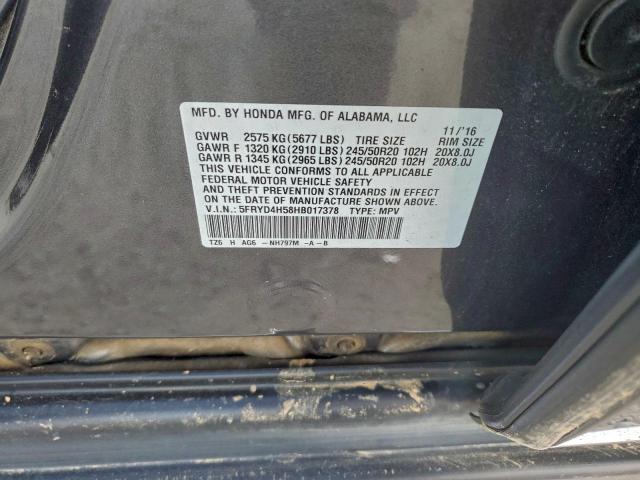 MFD. BY HONDA MFG. OF ALABAMA, LLC
11/'16
GVWR 2575 KG (5677 LBS) TIRE SIZE RIM SIZE
GAWR F 1320 KG (2910 LBS) 245/50R20 102H 20X8.0J
GAWR R 1345 KG (2965 LBS) 245/50R20 102H 20X8.0J
THIS VEHICLE CONFORMS TO ALL APPLICABLE
FEDERAL MOTOR VEHICLE SAFETY
AND THEFT PREVENTION STANDARDS IN EFFECT
ON THE DATE OF MANUFACTURE SHOWN ABOVE.
V.I.N.: 5FRYD4H58HB017378 TYPE: MPV
TZ6 H AG6 -NH797M -A -B